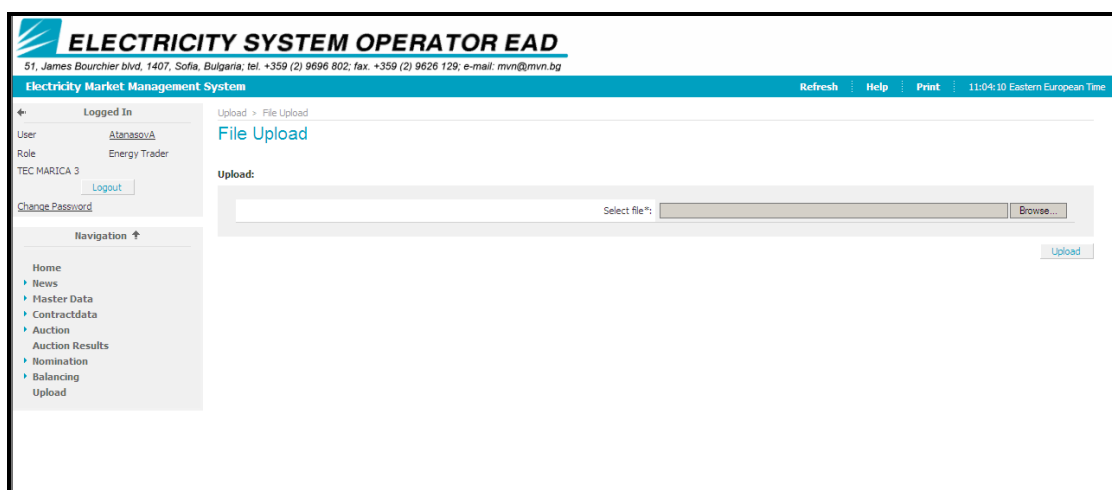 ELECTRICITY SYSTEM OPERATOR EAD
51, James Bourchier blvd, 1407, Sofia, Bulgaria; tel. +359 (2) 9696 802; fax. +359 (2) 9626 129; e-mail: mvn@mvn.bg
Electricity Market Management System Refresh Help Print 11:04:10 Eastern European Time
Logged In
User AtanasovA
Role Energy Trader
TEC MARICA 3
Logout
Change Password
Navigation
Home
News
Master Data
Contractdata
Auction
Auction Results
Nomination
Balancing
Upload
Upload > File Upload
File Upload
Upload:
Select file*: Browse...
Upload